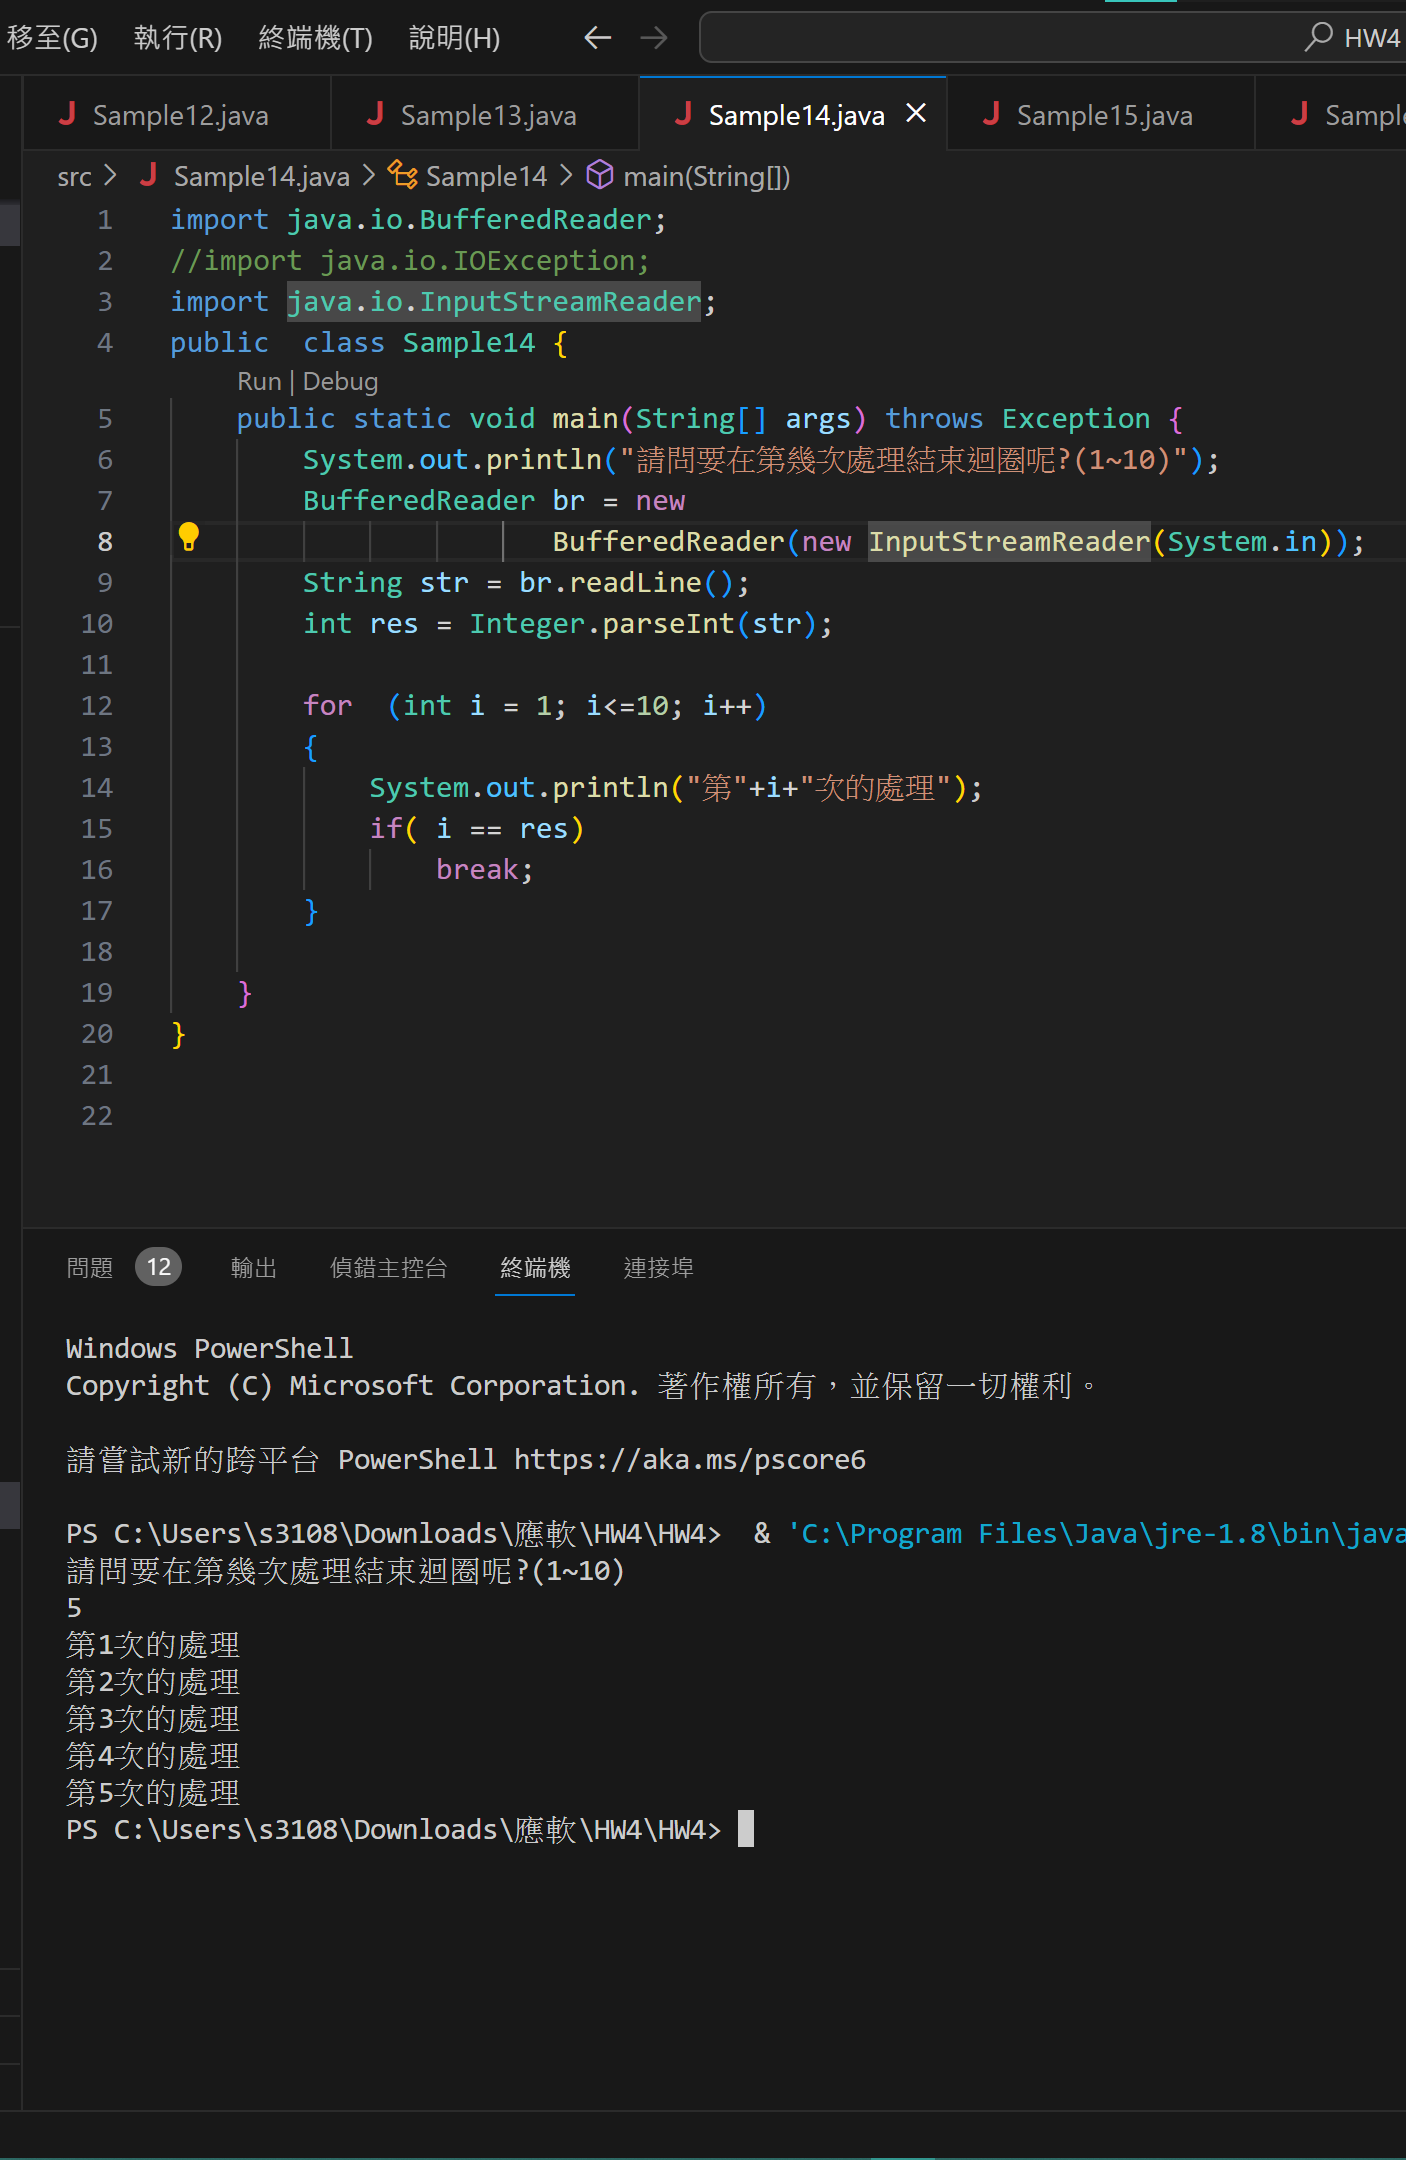 移至(G) 執行(R) 終端機(T) 說明(H) HW4
Sample12.java Sample13.java Sample14.java Sample15.java Sample
src > Sample14.java > Sample14 > main(String[])
1 import java.io.BufferedReader;
2 //import java.io.IOException;
3 import java.io.InputStreamReader;
4 public  class Sample14 {
Run | Debug
5 public static void main(String[] args) throws Exception {
6 System.out.println("請問要在第幾次處理結束迴圈呢?(1~10)");
7 BufferedReader br = new
8 BufferedReader(new InputStreamReader(System.in));
9 String str = br.readLine();
10 int res = Integer.parseInt(str);
11
12 for  (int i = 1; i<=10; i++)
13 {
14 System.out.println("第"+i+"次的處理");
15 if( i == res)
16 break;
17 }
18
19 }
20 }
21
22
問題 12 輸出 偵錯主控台 終端機 連接埠
Windows PowerShell
Copyright (C) Microsoft Corporation. 著作權所有，並保留一切權利。
請嘗試新的跨平台 PowerShell https://aka.ms/pscore6
PS C:\Users\s3108\Downloads\應軟\HW4\HW4>  & 'C:\Program Files\Java\jre-1.8\bin\java
請問要在第幾次處理結束迴圈呢?(1~10)
5
第1次的處理
第2次的處理
第3次的處理
第4次的處理
第5次的處理
PS C:\Users\s3108\Downloads\應軟\HW4\HW4>